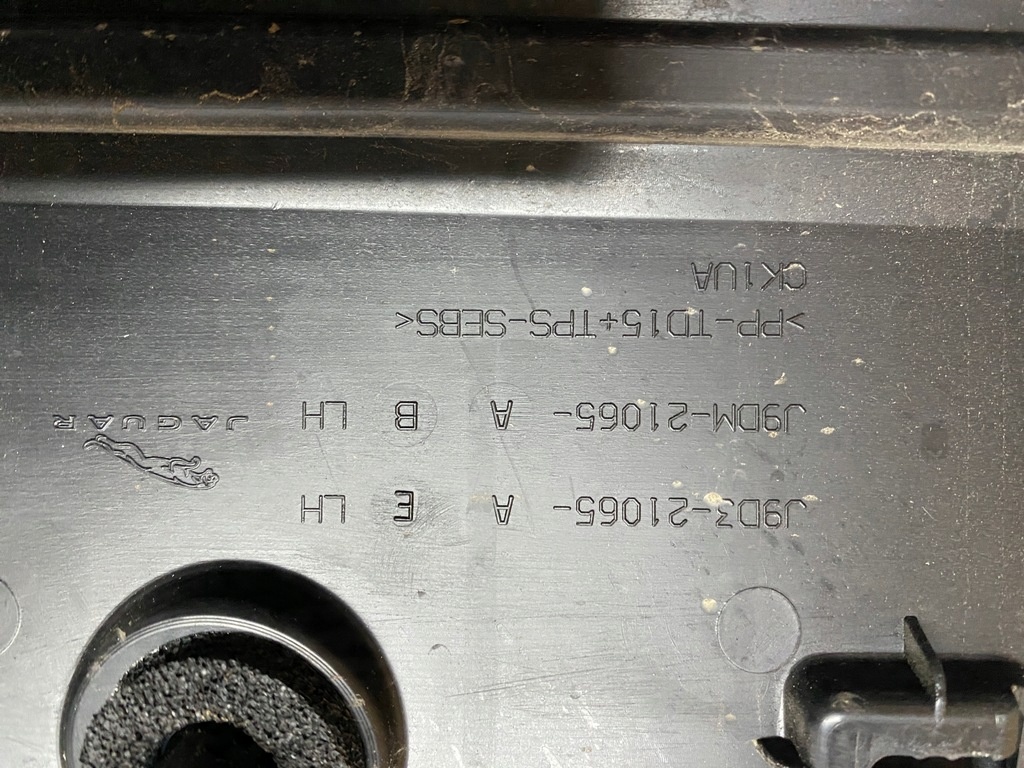 J9D3-21065- A E LH
J9DM-21065- A B LH
JAGUAR
>PP-TD15+TPS-SEBS<
CK1UA